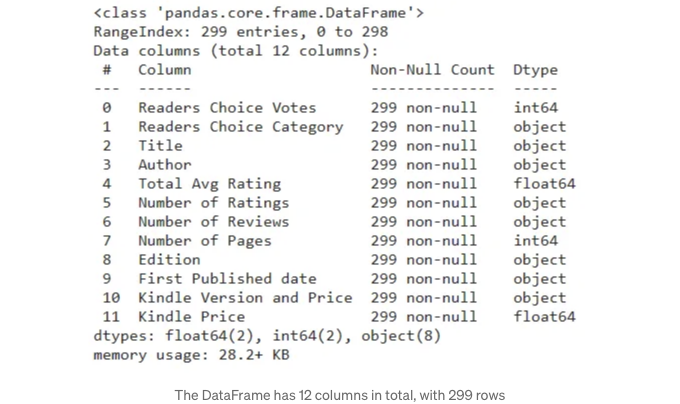 <class 'pandas.core.frame.DataFrame'>
RangeIndex: 299 entries, 0 to 298
Data columns (total 12 columns):
 #   Column                    Non-Null Count  Dtype
---  ------                    --------------  -----
 0   Readers Choice Votes      299 non-null    int64
 1   Readers Choice Category   299 non-null    object
 2   Title                     299 non-null    object
 3   Author                    299 non-null    object
 4   Total Avg Rating          299 non-null    float64
 5   Number of Ratings         299 non-null    object
 6   Number of Reviews         299 non-null    object
 7   Number of Pages           299 non-null    int64
 8   Edition                   299 non-null    object
 9   First Published date      299 non-null    object
 10  Kindle Version and Price  299 non-null    object
 11  Kindle Price              299 non-null    float64
dtypes: float64(2), int64(2), object(8)
memory usage: 28.2+ KB
The DataFrame has 12 columns in total, with 299 rows